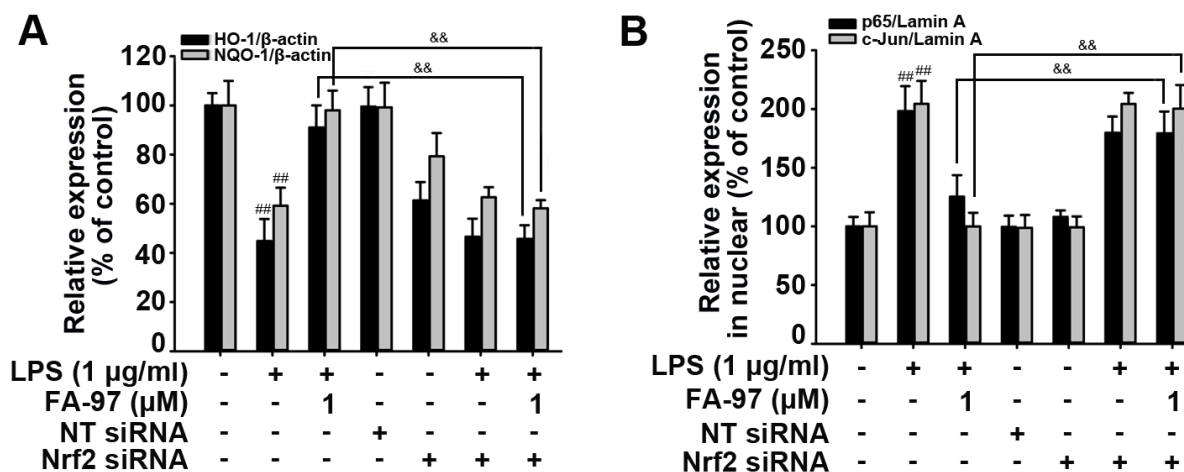 A
HO-1/β-actin
NQO-1/β-actin
&&
&&
Relative expression
(% of control)
120
100
80
60
40
20
0
##
##
LPS (1 μg/ml) - + + - - + +
FA-97 (μM) - - 1 - - - 1
NT siRNA - - - + - - -
Nrf2 siRNA - - - - + + +
B
p65/Lamin A
c-Jun/Lamin A
&&
&&
Relative expression
in nuclear (% of control)
250
200
150
100
50
0
## ##
LPS (1 μg/ml) - + + - - + +
FA-97 (μM) - - 1 - - - 1
NT siRNA - - - + - - -
Nrf2 siRNA - - - - + + +